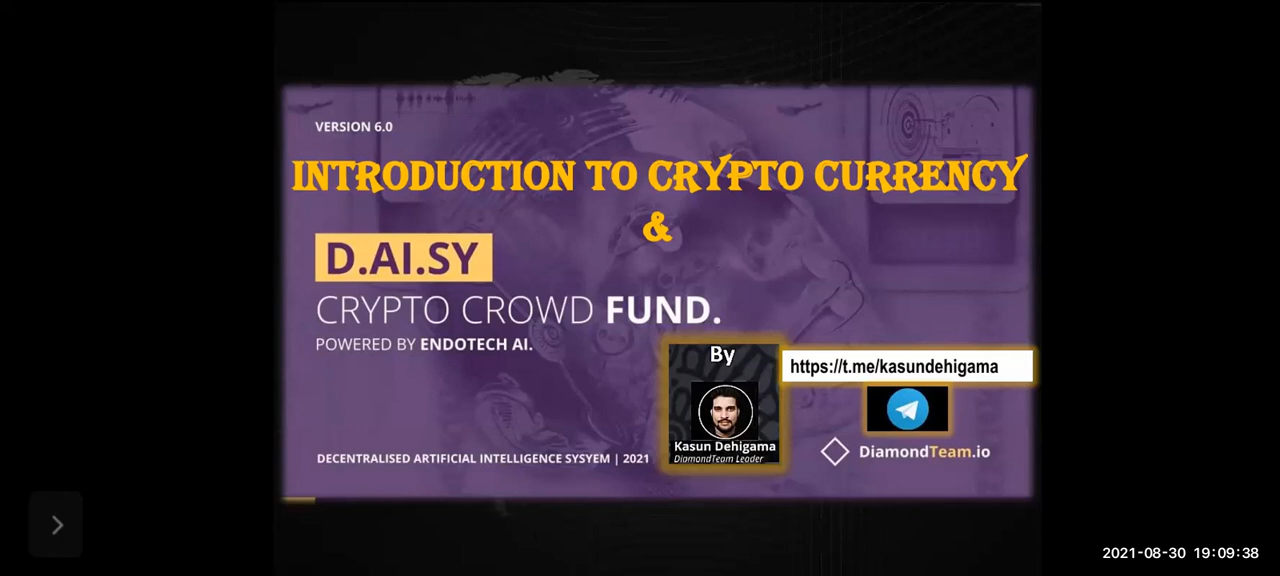 VERSION 6.0
INTRODUCTION TO CRYPTO CURRENCY
&
D.AI.SY
CRYPTO CROWD FUND.
POWERED BY ENDOTECH AI.
By
https://t.me/kasundehigama
Kasun Dehigama
DiamondTeam Leader
DiamondTeam.io
DECENTRALISED ARTIFICIAL INTELLIGENCE SYSYEM | 2021
2021-08-30 19:09:38